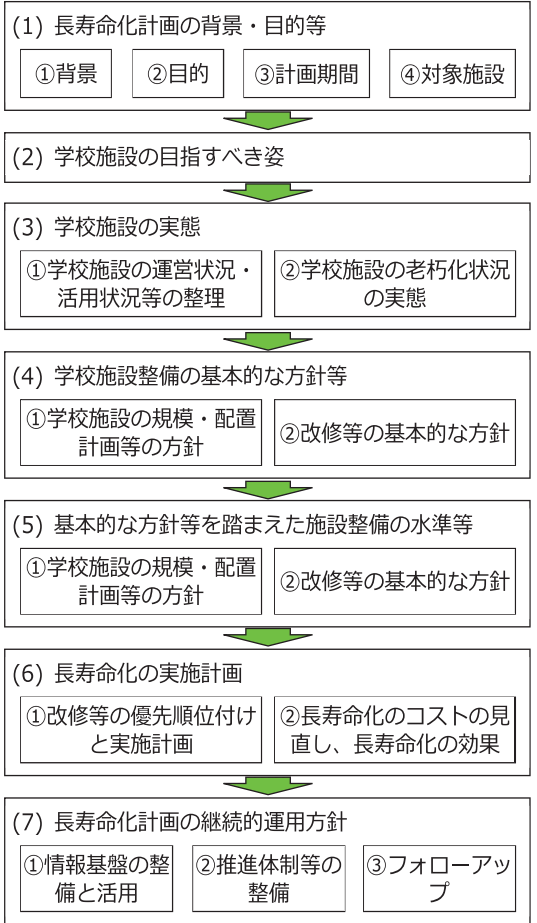 (1) 長寿命化計画の背景・目的等
①背景
②目的
③計画期間
④対象施設
(2) 学校施設の目指すべき姿
(3) 学校施設の実態
①学校施設の運営状況・
活用状況等の整理
②学校施設の老朽化状況
の実態
(4) 学校施設整備の基本的な方針等
①学校施設の規模・配置
計画等の方針
②改修等の基本的な方針
(5) 基本的な方針等を踏まえた施設整備の水準等
①学校施設の規模・配置
計画等の方針
②改修等の基本的な方針
(6) 長寿命化の実施計画
①改修等の優先順位付け
と実施計画
②長寿命化のコストの見
直し、長寿命化の効果
(7) 長寿命化計画の継続的運用方針
①情報基盤の整
備と活用
②推進体制等の
整備
③フォローアッ
プ